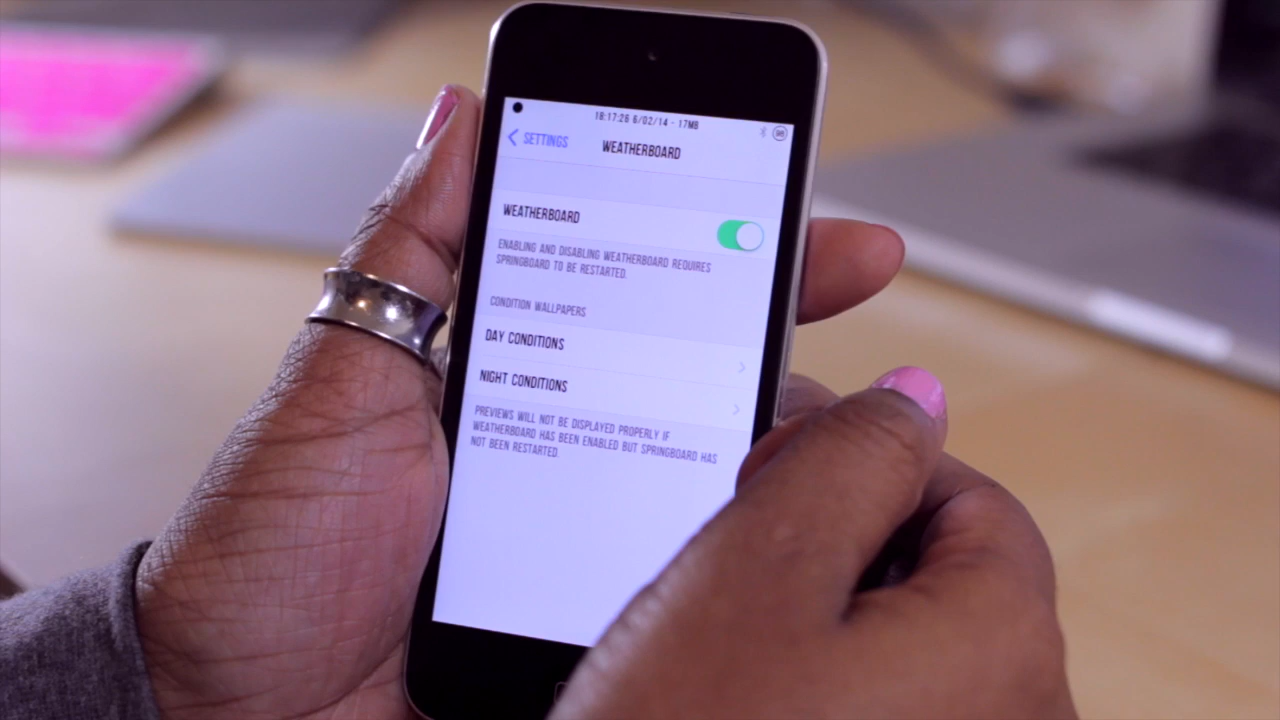 18:17:26 6/02/14 - 17MB
SETTINGS
WEATHERBOARD
WEATHERBOARD
ENABLING AND DISABLING WEATHERBOARD REQUIRES
SPRINGBOARD TO BE RESTARTED.
CONDITION WALLPAPERS
DAY CONDITIONS
NIGHT CONDITIONS
PREVIEWS WILL NOT BE DISPLAYED PROPERLY IF
WEATHERBOARD HAS BEEN ENABLED BUT SPRINGBOARD HAS
NOT BEEN RESTARTED.